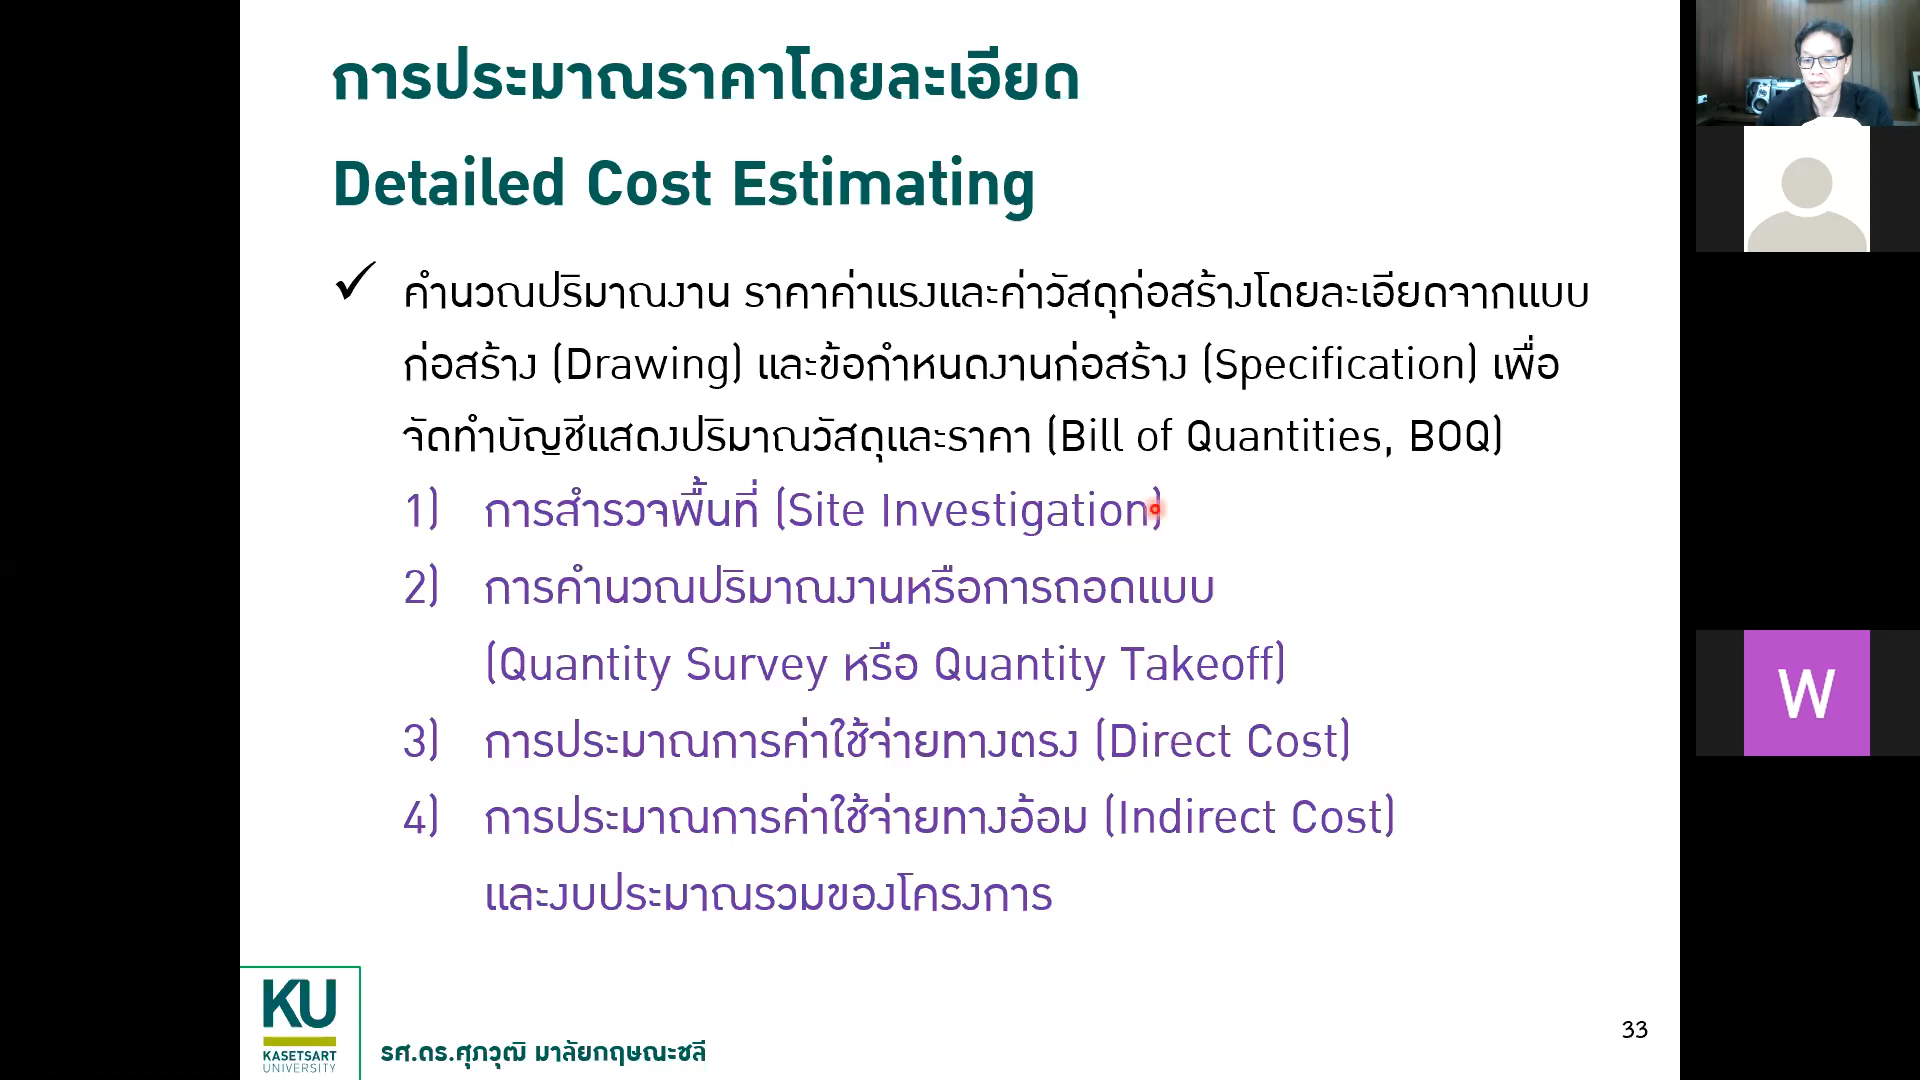 การประมาณราคาโดยละเอียด
Detailed Cost Estimating
✓ คำนวณปริมาณงาน ราคาค่าแรงและค่าวัสดุก่อสร้างโดยละเอียดจากแบบ
ก่อสร้าง (Drawing) และข้อกำหนดงานก่อสร้าง (Specification) เพื่อ
จัดทำบัญชีแสดงปริมาณวัสดุและราคา (Bill of Quantities, BOQ)
1) การสำรวจพื้นที่ (Site Investigation)
2) การคำนวณปริมาณงานหรือการถอดแบบ
(Quantity Survey หรือ Quantity Takeoff)
3) การประมาณการค่าใช้จ่ายทางตรง (Direct Cost)
4) การประมาณการค่าใช้จ่ายทางอ้อม (Indirect Cost)
และงบประมาณรวมของโครงการ
KU
KASETSART
UNIVERSITY
รศ.ดร.ศุภวุฒิ มาลัยกฤษณะชลี
33
W